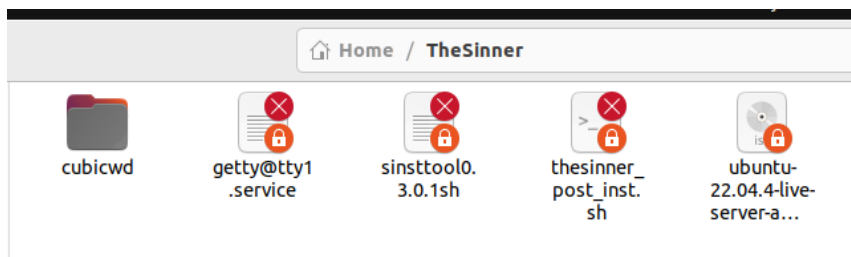 Home / TheSinner
cubicwd
getty@tty1
.service
sinsttool0.
3.0.1sh
thesinner_
post_inst.
sh
ubuntu-
22.04.4-live-
server-a...